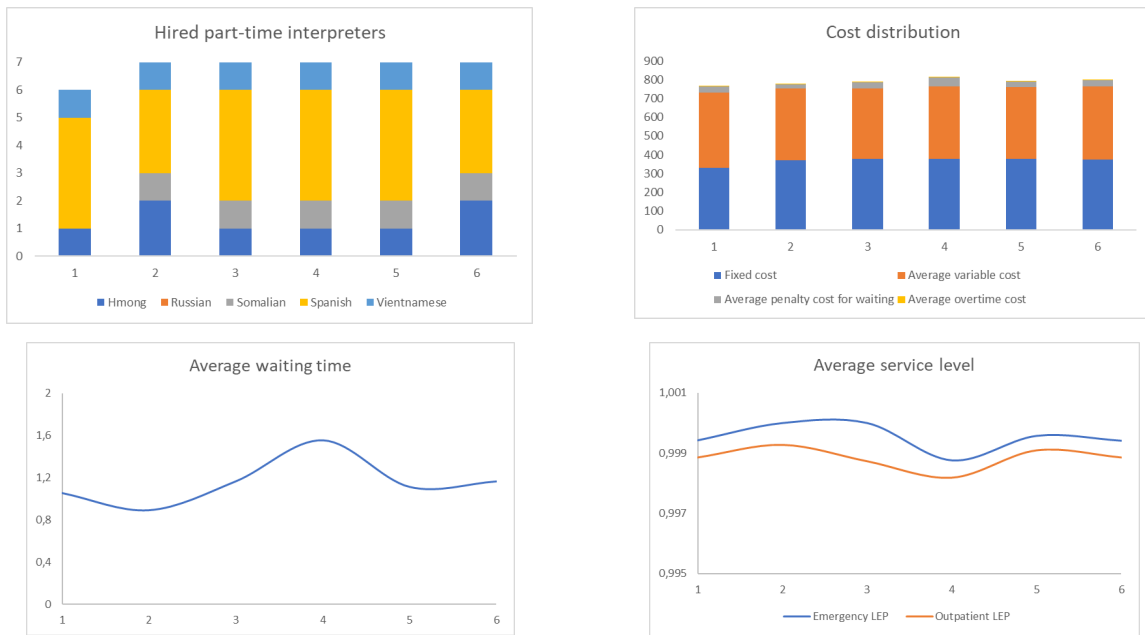 Hired part-time interpreters
7
6
5
4
3
2
1
0
1 2 3 4 5 6
Hmong Russian Somalian Spanish Vientnamese
Cost distribution
900
800
700
600
500
400
300
200
100
0
1 2 3 4 5 6
Fixed cost Average variable cost
Average penalty cost for waiting Average overtime cost
Average waiting time
2
1,6
1,2
0,8
0,4
0
1 2 3 4 5 6
Average service level
1,001
0,999
0,997
0,995
1 2 3 4 5 6
Emergency LEP Outpatient LEP